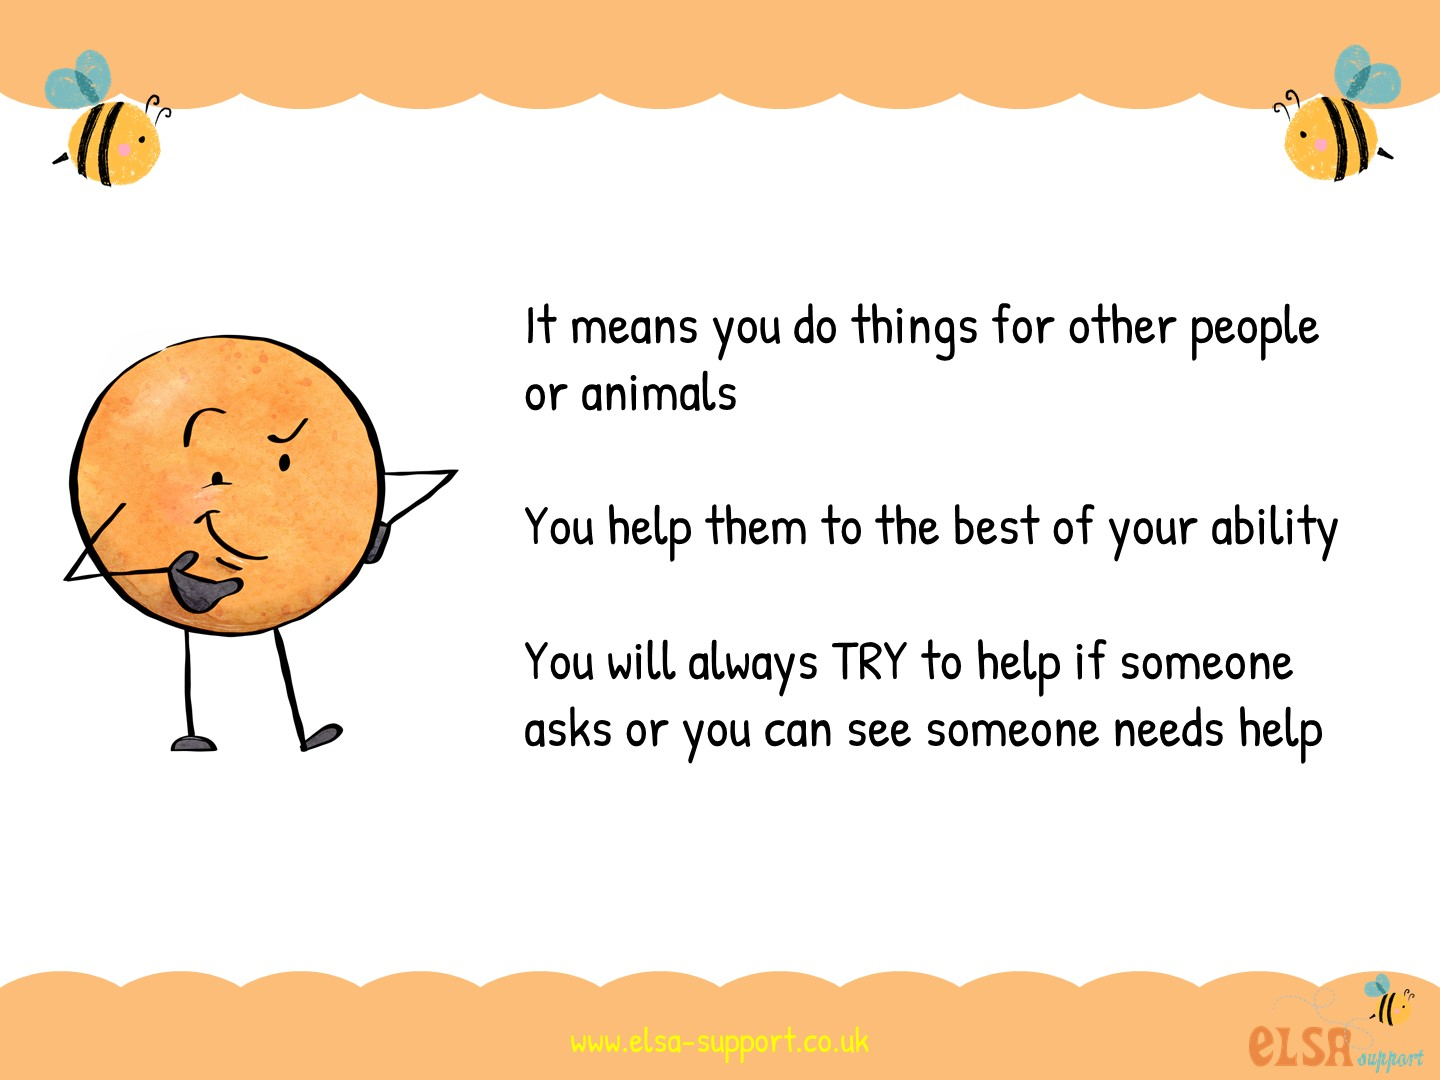 It means you do things for other people
or animals
You help them to the best of your ability
You will always TRY to help if someone
asks or you can see someone needs help
www.elsa-support.co.uk
ELSA support